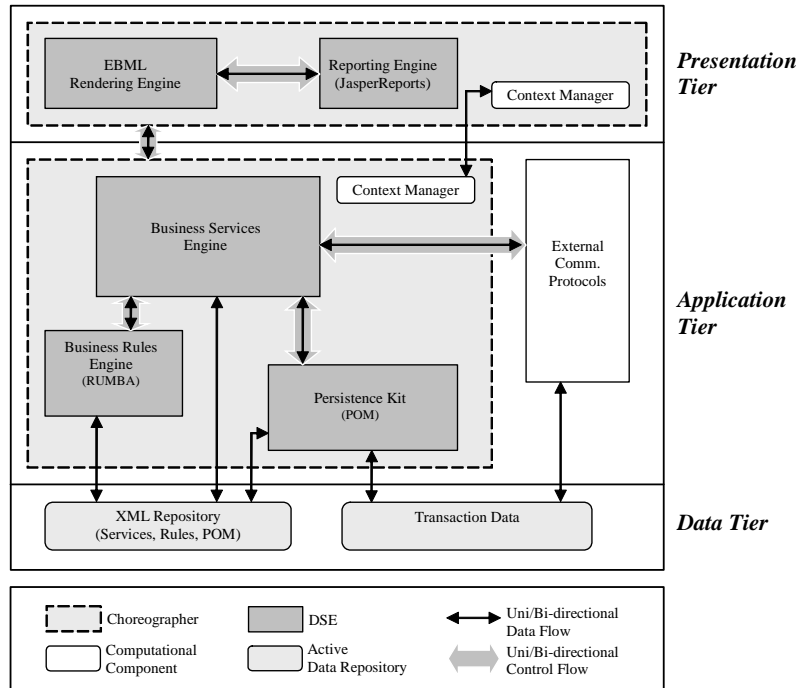 EBML
Rendering Engine
Reporting Engine
(JasperReports)
Context Manager
Presentation
Tier
Context Manager
Business Services
Engine
External
Comm.
Protocols
Application
Tier
Business Rules
Engine
(RUMBA)
Persistence Kit
(POM)
XML Repository
(Services, Rules, POM)
Transaction Data
Data Tier
Choreographer
DSE
Uni/Bi-directional
Data Flow
Computational
Component
Active
Data Repository
Uni/Bi-directional
Control Flow